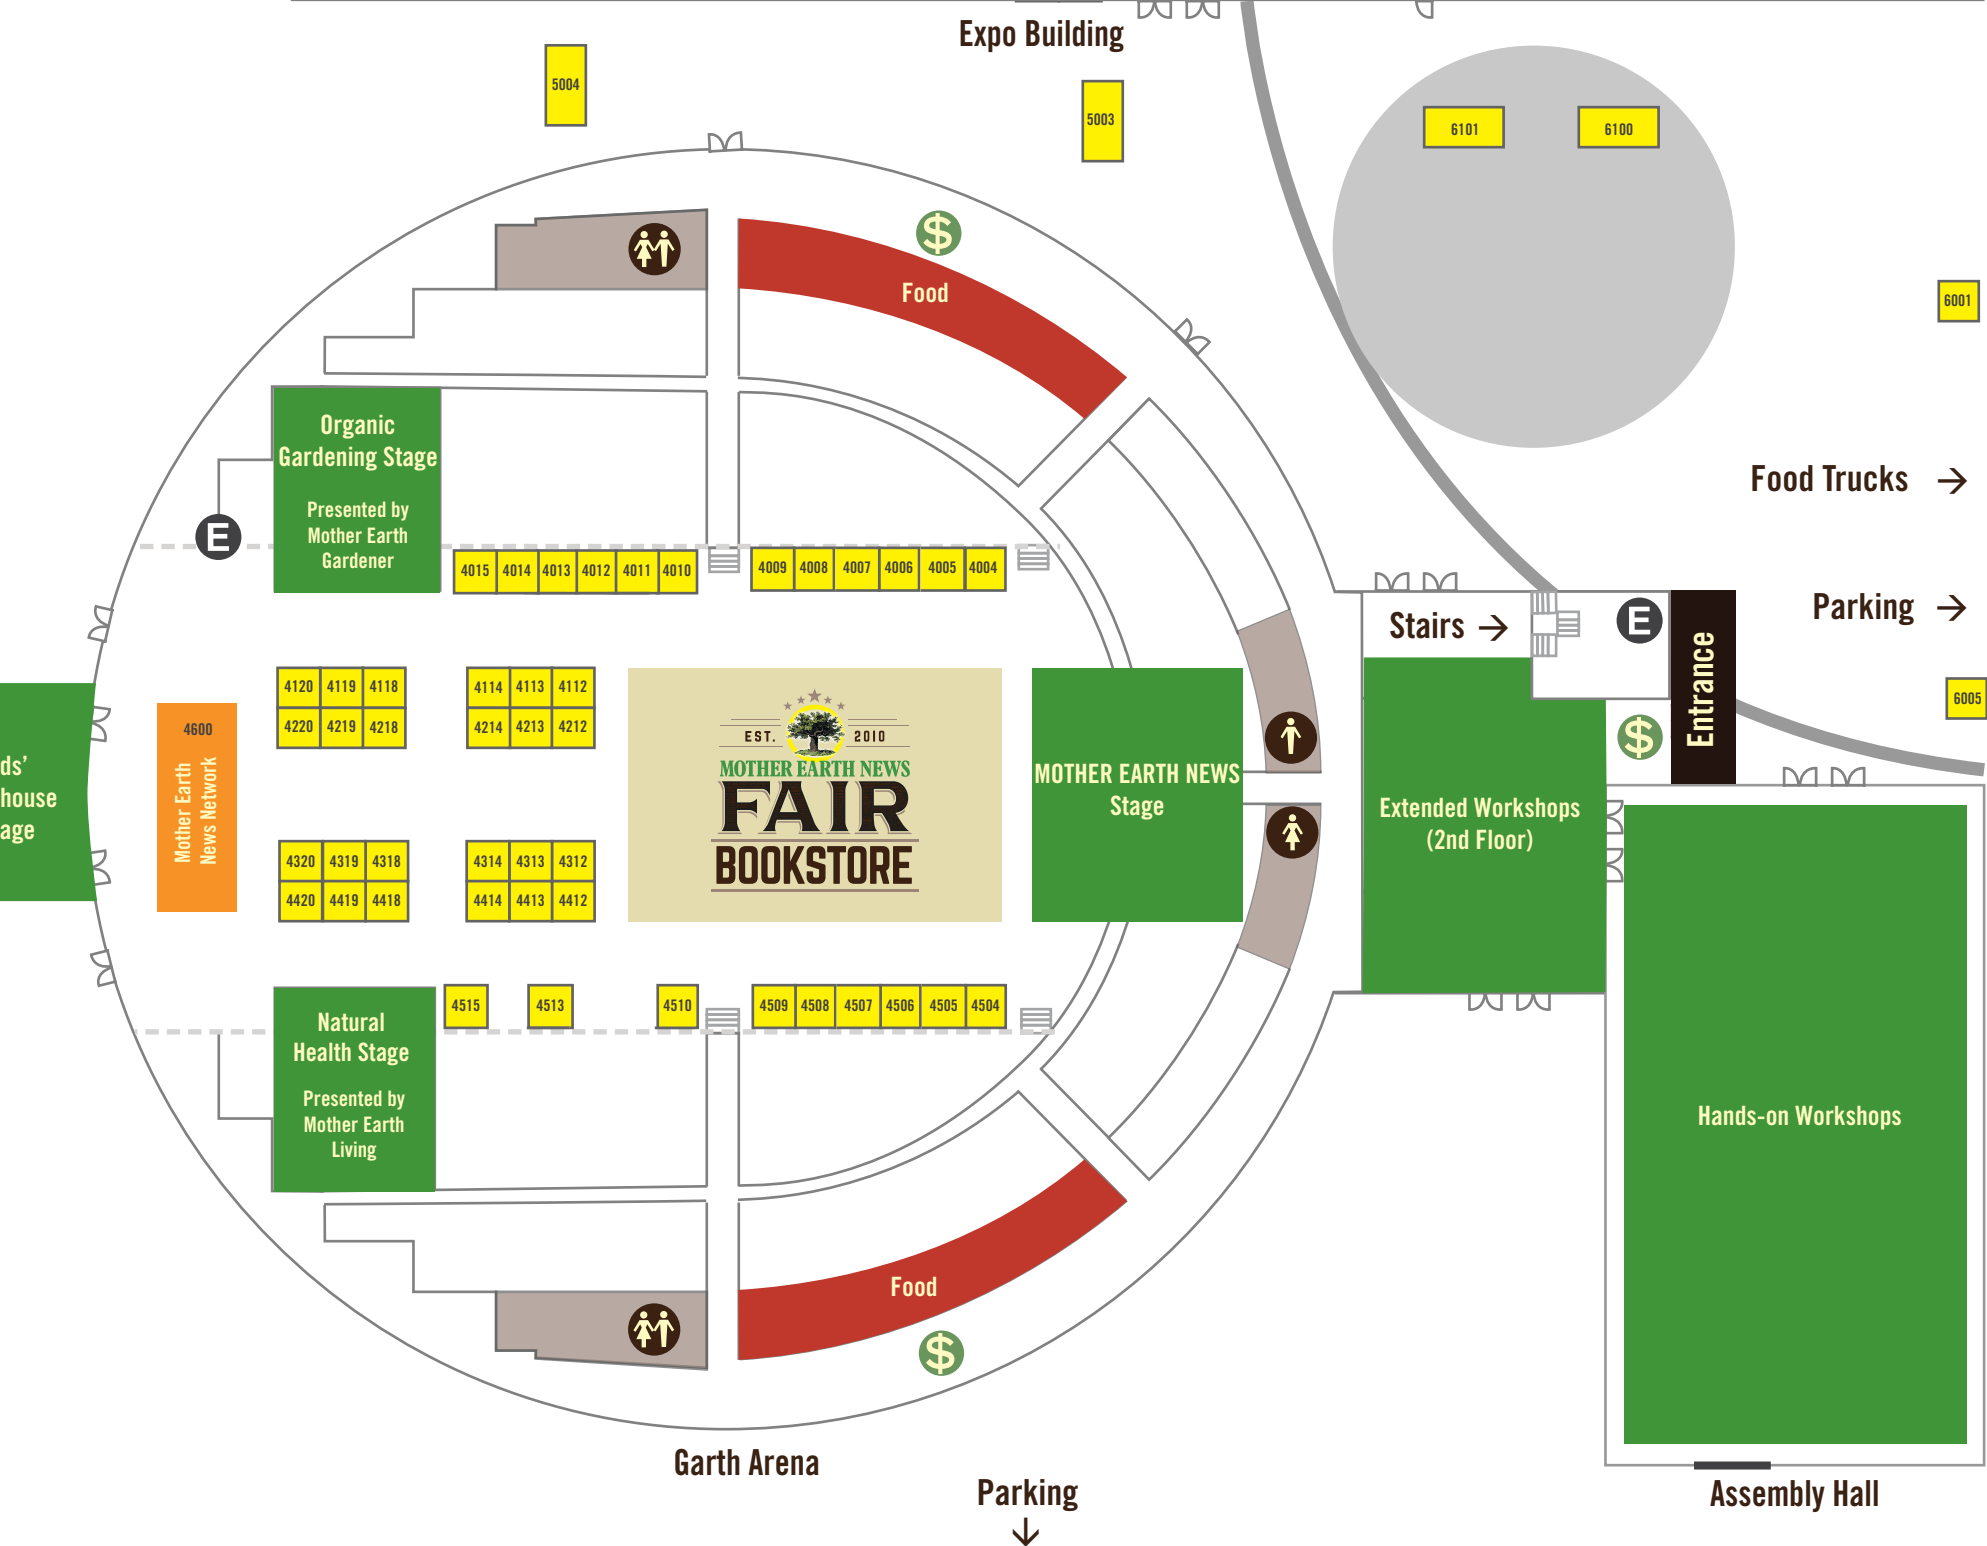 Expo Building
5004
5003
6101
6100
$
Food
6001
Organic
Gardening Stage
Presented by
Mother Earth
Gardener
Food Trucks →
E
4015 4014 4013 4012 4011 4010
4009 4008 4007 4006 4005 4004
Stairs →
E
Entrance
Parking →
4120 4119 4118
4220 4219 4218
4114 4113 4112
4214 4213 4212
6005
$
4600
Mother Earth
News Network
EST. 2010
MOTHER EARTH NEWS
FAIR
BOOKSTORE
MOTHER EARTH NEWS
Stage
Extended Workshops
(2nd Floor)
ds’
house
age
4320 4319 4318
4420 4419 4418
4314 4313 4312
4414 4413 4412
4515
4513
4510
4509 4508 4507 4506 4505 4504
Natural
Health Stage
Presented by
Mother Earth
Living
Hands-on Workshops
Food
$
Garth Arena
Parking
↓
Assembly Hall